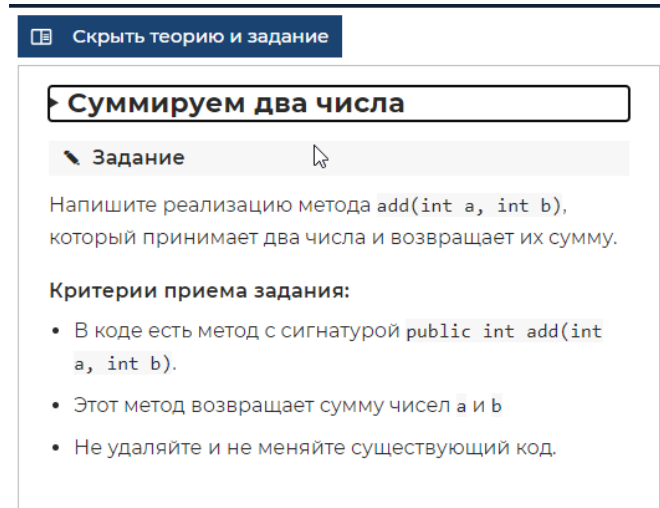 Скрыть теорию и задание
Суммируем два числа
Задание
Напишите реализацию метода add(int a, int b),
который принимает два числа и возвращает их сумму.
Критерии приема задания:
• В коде есть метод с сигнатурой public int add(int
a, int b).
• Этот метод возвращает сумму чисел a и b
• Не удаляйте и не меняйте существующий код.